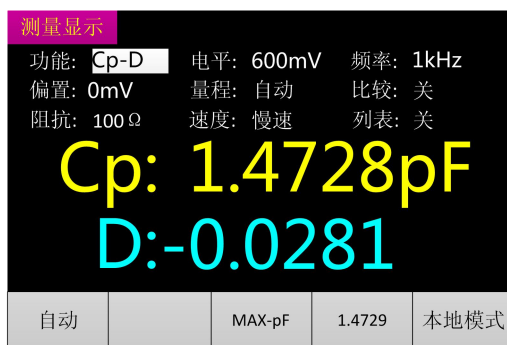 测量显示
功能: Cp-D 电平: 600mV 频率: 1kHz
偏置: 0mV 量程: 自动 比较: 关
阻抗: 100Ω 速度: 慢速 列表: 关
Cp: 1.4728pF
D:-0.0281
自动 MAX-pF 1.4729 本地模式